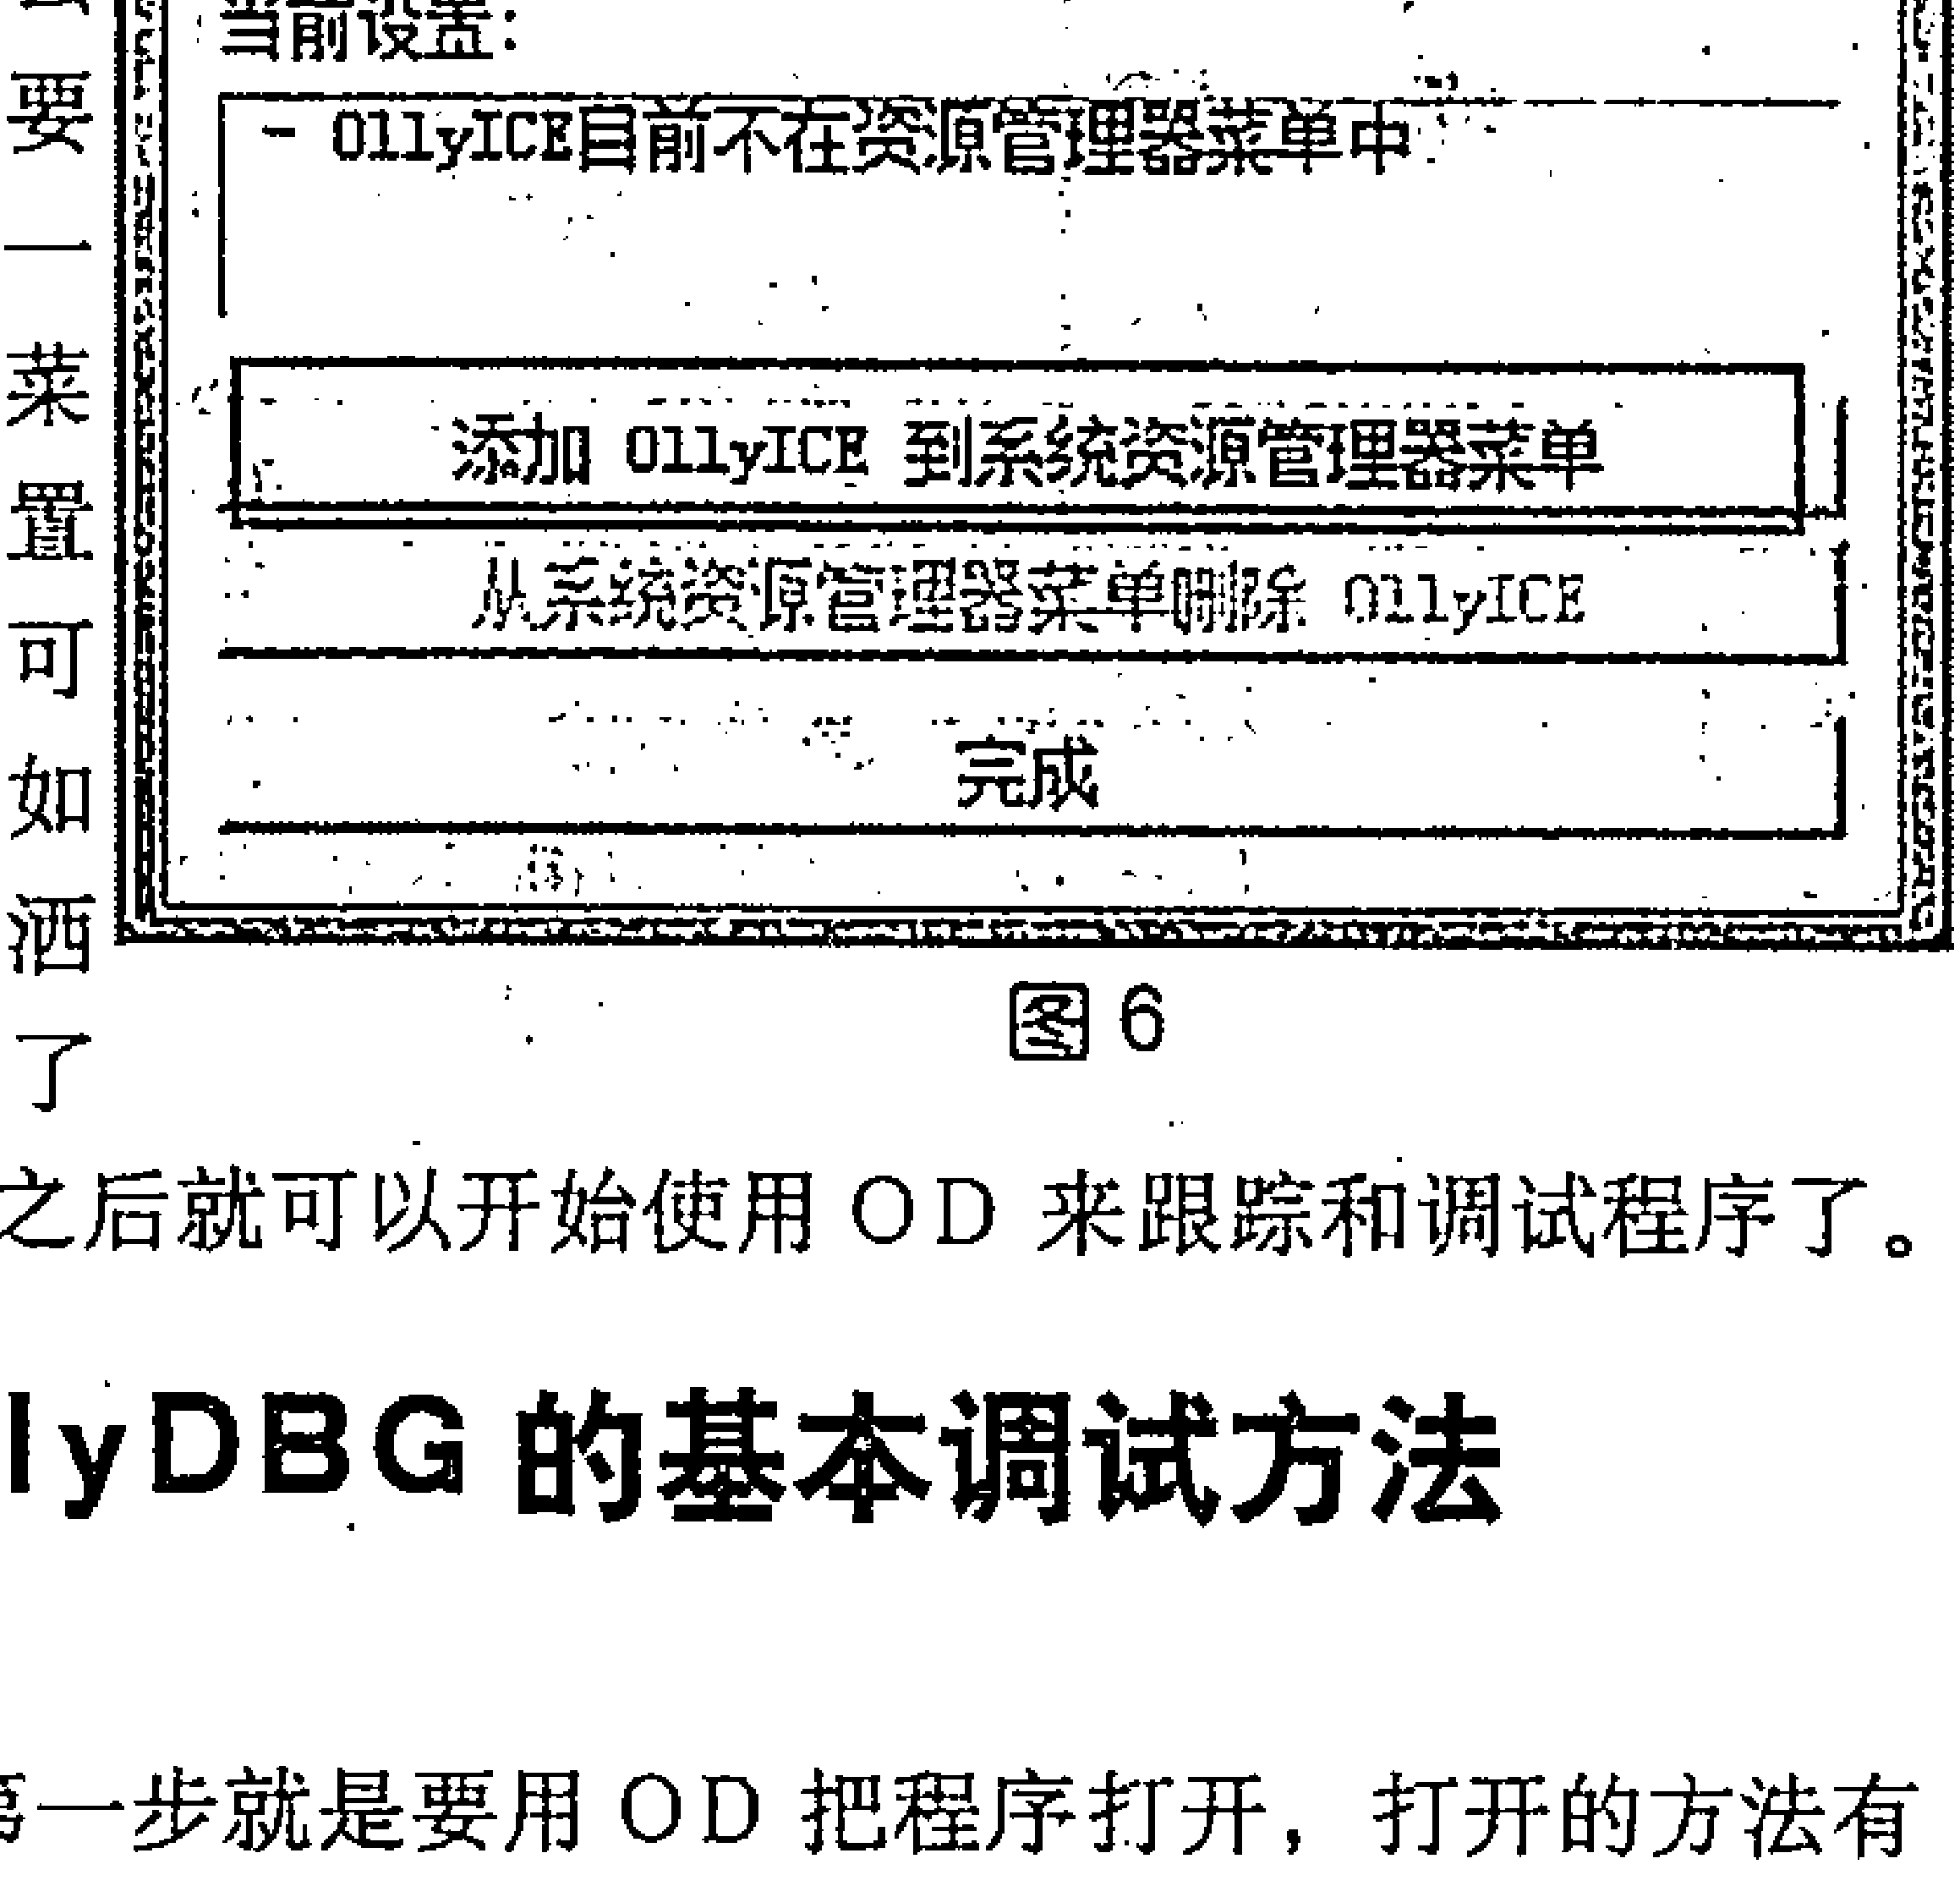 要
一
菜
置
可
如
洒
了
当前设置:
- OllyICE目前不在资源管理器菜单中
添加 OllyICE 到系统资源管理器菜单
从系统资源管理器菜单删除 OllyICE
完成
图 6
之后就可以开始使用 OD 来跟踪和调试程序了。
lyDBG 的基本调试方法
第一步就是要用 OD 把程序打开，打开的方法有